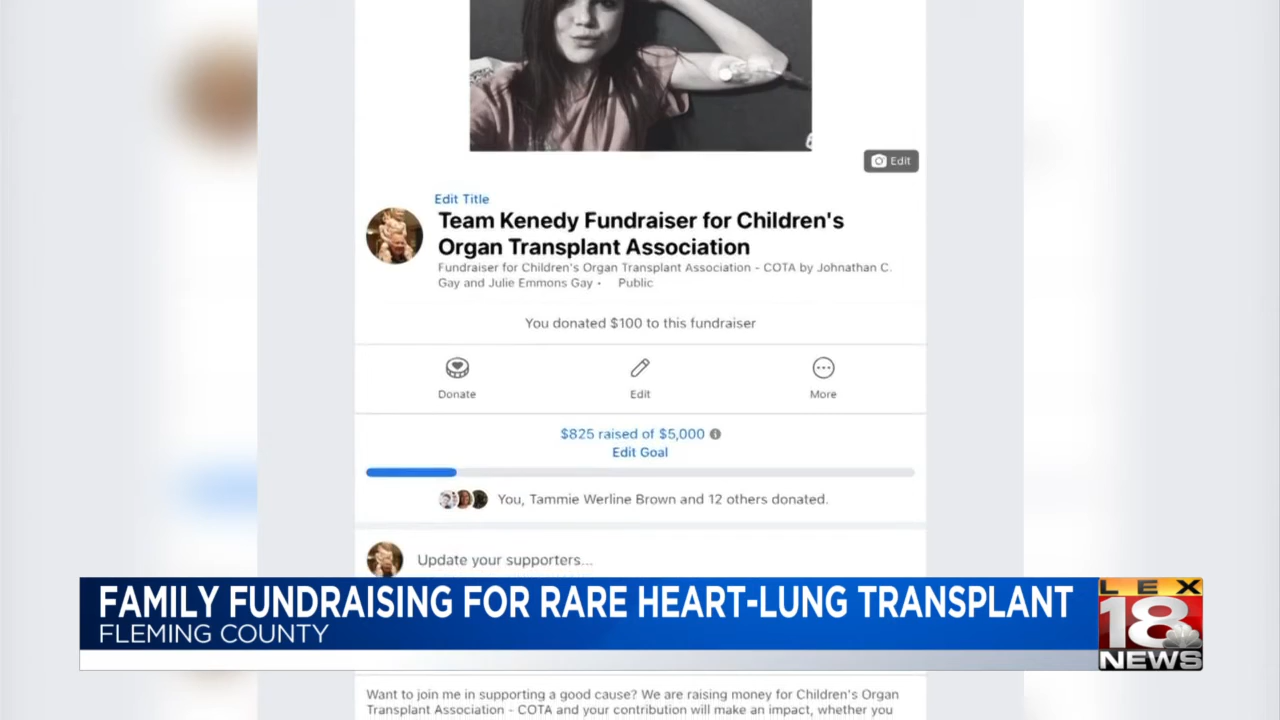 Edit
Edit Title
Team Kenedy Fundraiser for Children's
Organ Transplant Association
Fundraiser for Children's Organ Transplant Association - COTA by Johnathan C.
Gay and Julie Emmons Gay · Public
You donated $100 to this fundraiser
Donate Edit More
$825 raised of $5,000
Edit Goal
You, Tammie Werline Brown and 12 others donated.
Update your supporters...
FAMILY FUNDRAISING FOR RARE HEART-LUNG TRANSPLANT
FLEMING COUNTY
LEX
18
NEWS
Want to join me in supporting a good cause? We are raising money for Children's Organ
Transplant Association - COTA and your contribution will make an impact, whether you